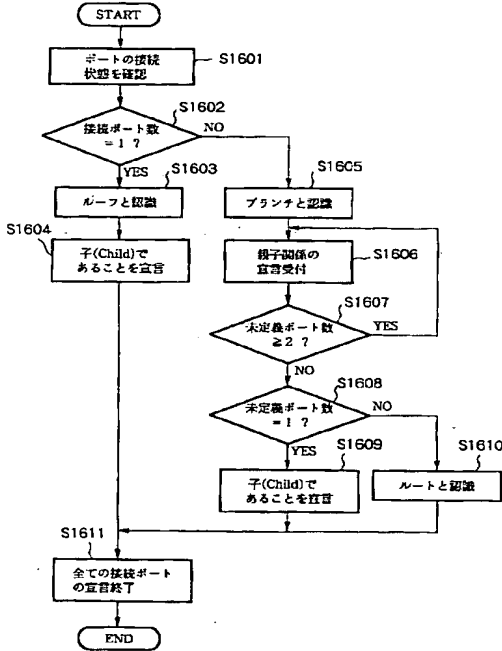 START
ポートの接続
状態を確認
S1601
S1602
接続ポート数
=1?
NO
YES
S1603
ルーフと認識
S1604
子(Child)で
あることを宣言
S1605
ブランチと認識
S1606
親子関係の
宣言受付
S1607
未定義ポート数
≧2?
YES
NO
S1608
未定義ポート数
=1?
NO
YES
S1609
子(Child)で
あることを宣言
S1610
ルートと認識
S1611
全ての接続ポート
の宣言終了
END